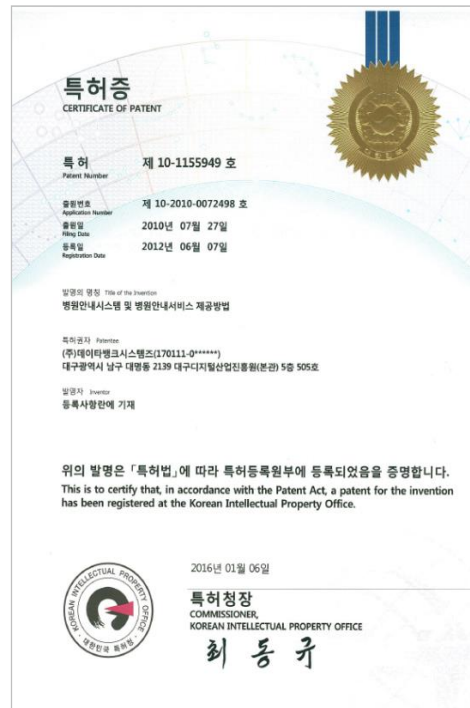 특허증
CERTIFICATE OF PATENT
특 허 제 10-1155949 호
Patent Number
출원번호 제 10-2010-0072498 호
Application Number
출원일 2010년 07월 27일
Filing Date
등록일 2012년 06월 07일
Registration Date
발명의 명칭 Title of the Invention
병원안내시스템 및 병원안내서비스 제공방법
특허권자 Patentee
(주)데이타뱅크시스템즈(170111-0******)
대구광역시 남구 대명동 2139 대구디지털산업진흥원(본관) 5층 505호
발명자 Inventor
등록사항란에 기재
위의 발명은 「특허법」에 따라 특허등록원부에 등록되었음을 증명합니다.
This is to certify that, in accordance with the Patent Act, a patent for the invention
has been registered at the Korean Intellectual Property Office.
2016년 01월 06일
특허청장
COMMISSIONER,
KOREAN INTELLECTUAL PROPERTY OFFICE
최동규
KOREAN INTELLECTUAL PROPERTY OFFICE
대한민국 특허청